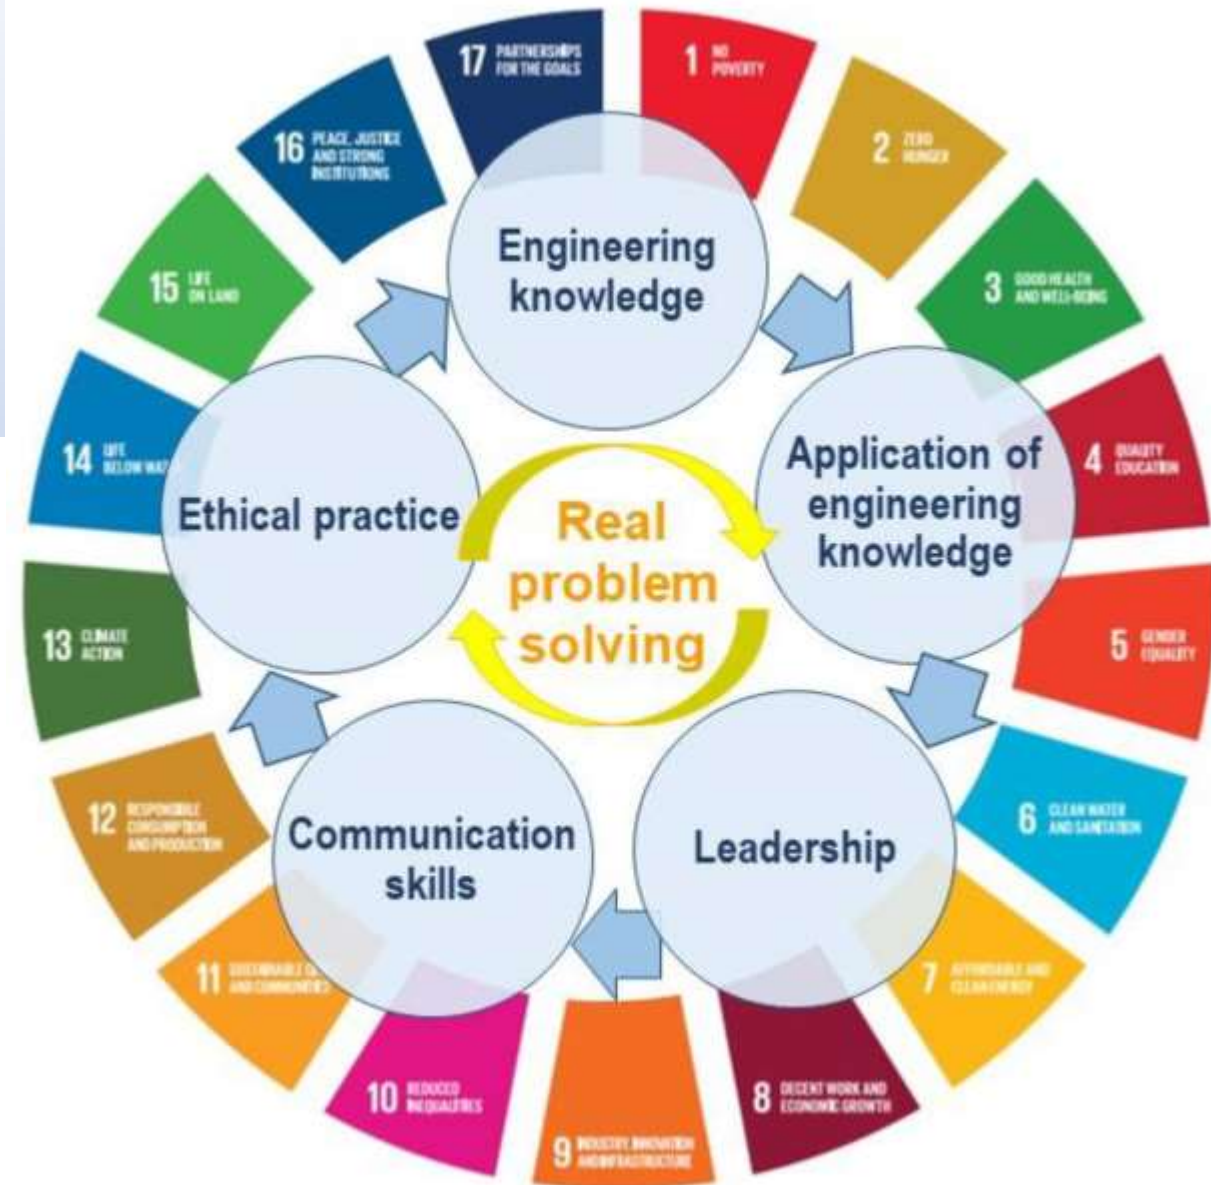 17 PARTNERSHIPS
FOR THE GOALS
1 NO
POVERTY
2 ZERO
HUNGER
3 GOOD HEALTH
AND WELL-BEING
4 QUALITY
EDUCATION
5 GENDER
EQUALITY
6 CLEAN WATER
AND SANITATION
7 AFFORDABLE AND
CLEAN ENERGY
8 DECENT WORK AND
ECONOMIC GROWTH
9 INDUSTRY, INNOVATION
AND INFRASTRUCTURE
10 REDUCED
INEQUALITIES
11 SUSTAINABLE
AND COMMUNITIES
12 RESPONSIBLE
CONSUMPTION
AND PRODUCTION
13 CLIMATE
ACTION
14 LIFE
BELOW
15 LIFE
ON LAND
16 PEACE, JUSTICE
AND STRONG
INSTITUTIONS
Engineering
knowledge
Application of
engineering
knowledge
Leadership
Communication
skills
Ethical practice
Real
problem
solving